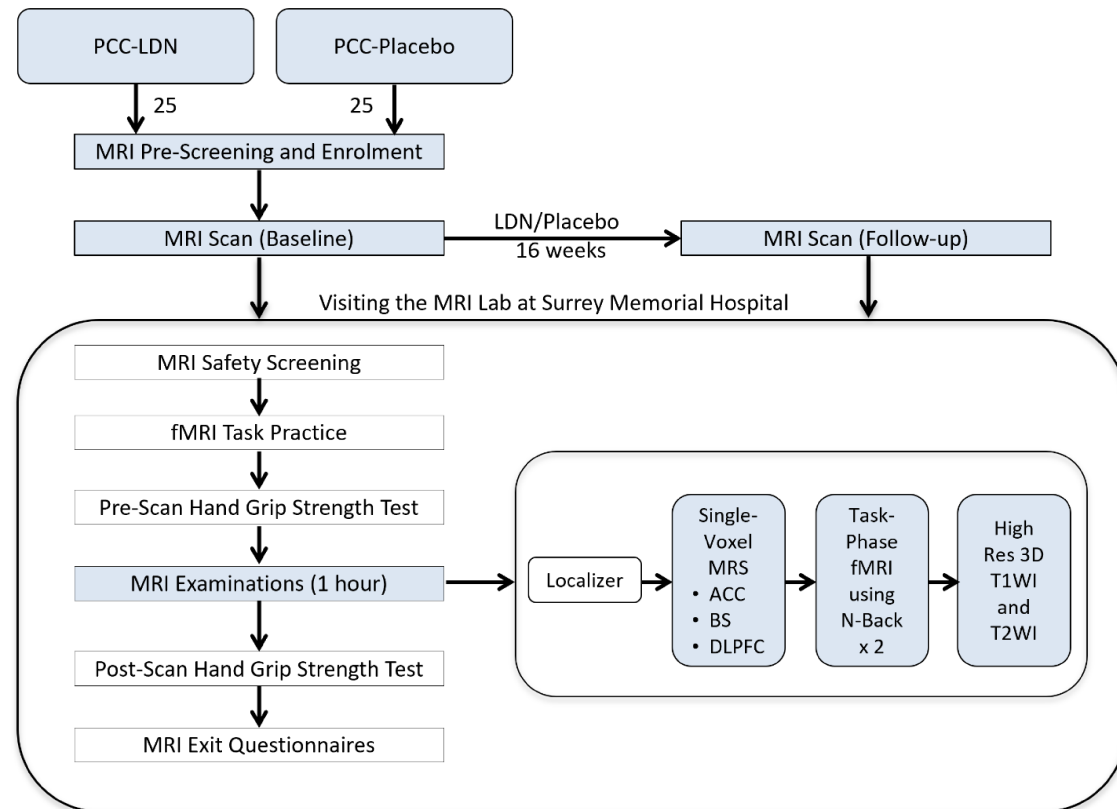 PCC-LDN
PCC-Placebo
25
25
MRI Pre-Screening and Enrolment
MRI Scan (Baseline)
LDN/Placebo
16 weeks
MRI Scan (Follow-up)
Visiting the MRI Lab at Surrey Memorial Hospital
MRI Safety Screening
fMRI Task Practice
Pre-Scan Hand Grip Strength Test
MRI Examinations (1 hour)
Post-Scan Hand Grip Strength Test
MRI Exit Questionnaires
Localizer
Single-
Voxel
MRS
• ACC
• BS
• DLPFC
Task-
Phase
fMRI
using
N-Back
x 2
High
Res 3D
T1WI
and
T2WI